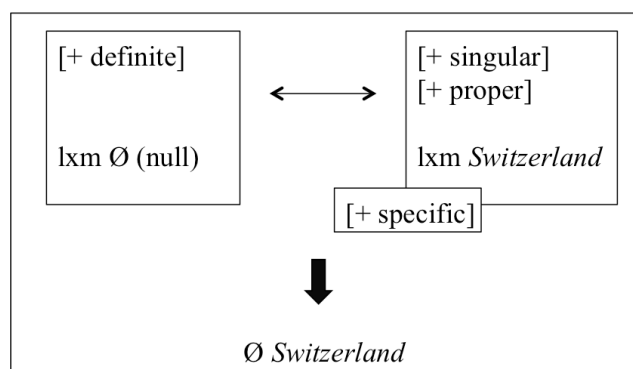 [+ definite]
lxm Ø (null)
[+ singular]
[+ proper]
lxm Switzerland
[+ specific]
Ø Switzerland